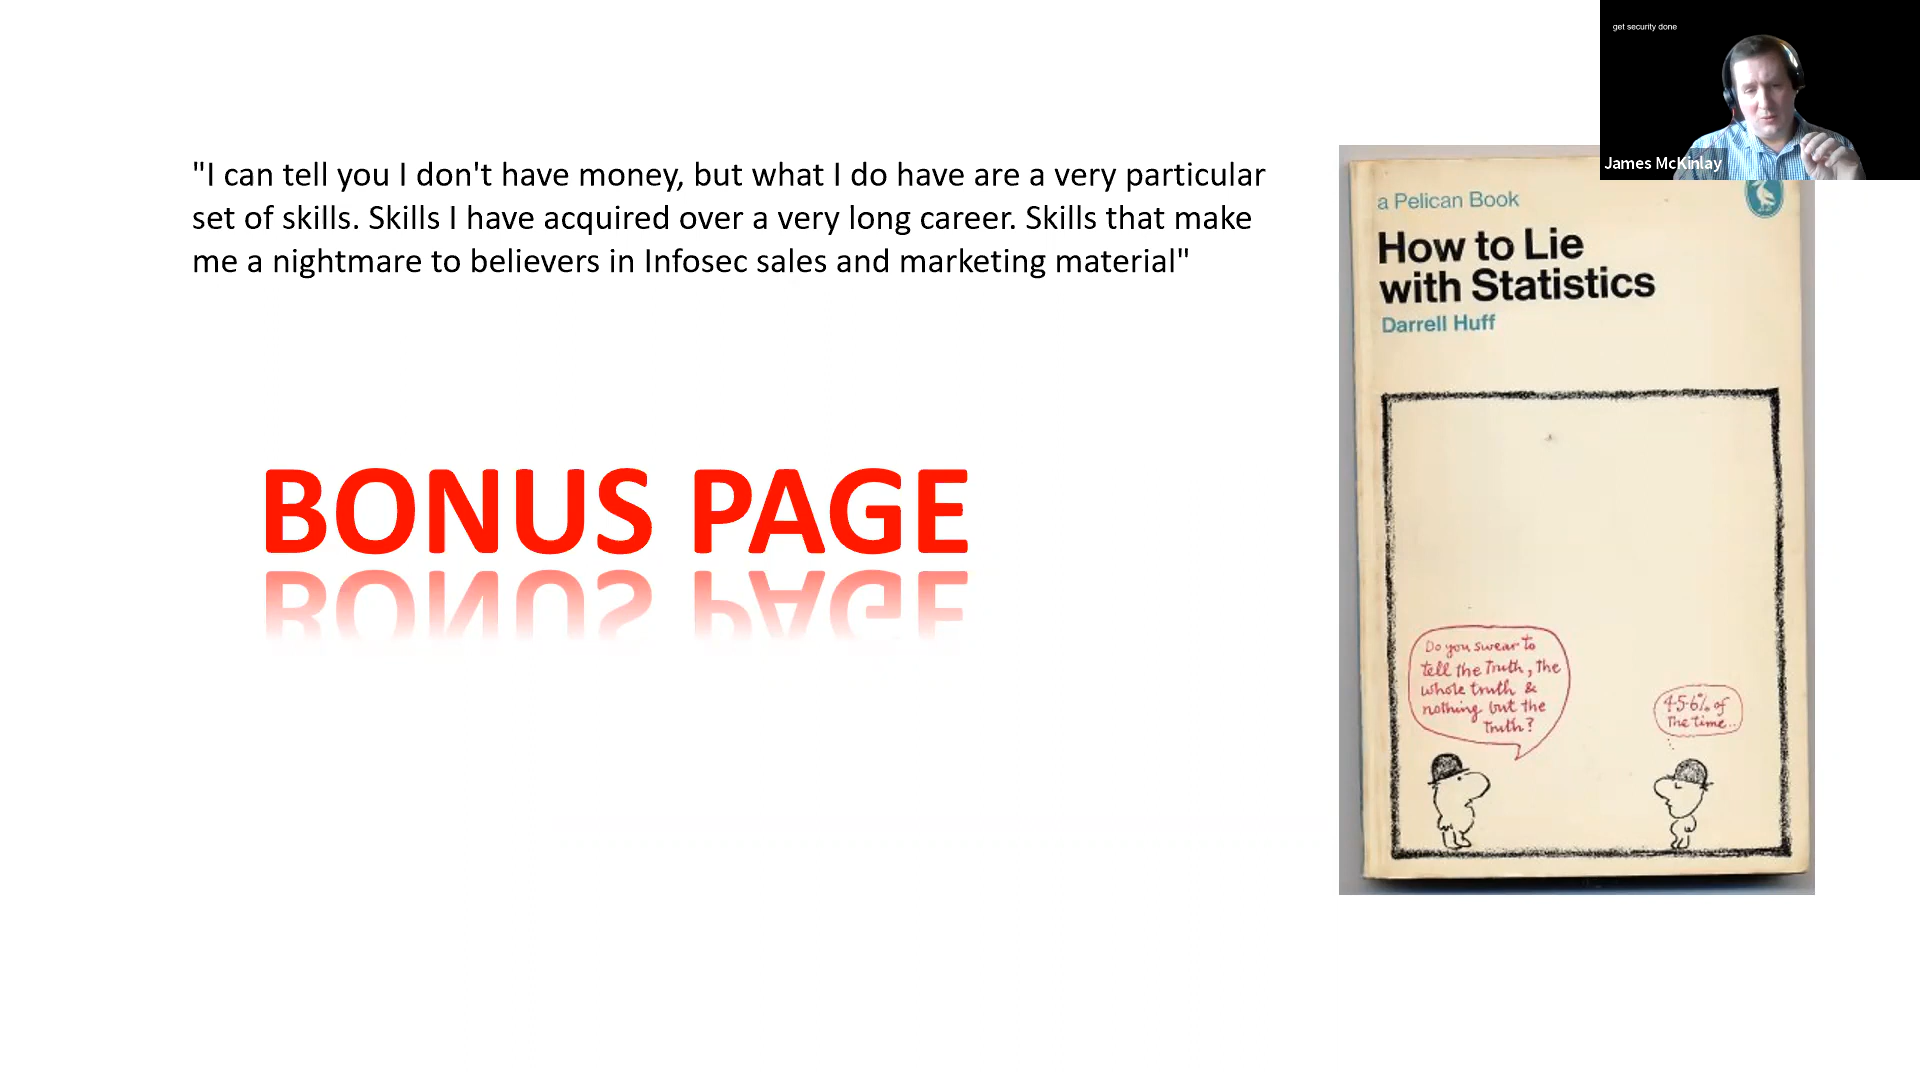 get security done
James McKinlay
"I can tell you I don't have money, but what I do have are a very particular
set of skills. Skills I have acquired over a very long career. Skills that make
me a nightmare to believers in Infosec sales and marketing material"
BONUS PAGE
a Pelican Book
How to Lie
with Statistics
Darrell Huff
Do you swear to
tell the truth, the
whole truth &
nothing but the
truth?
45.6% of
the time...